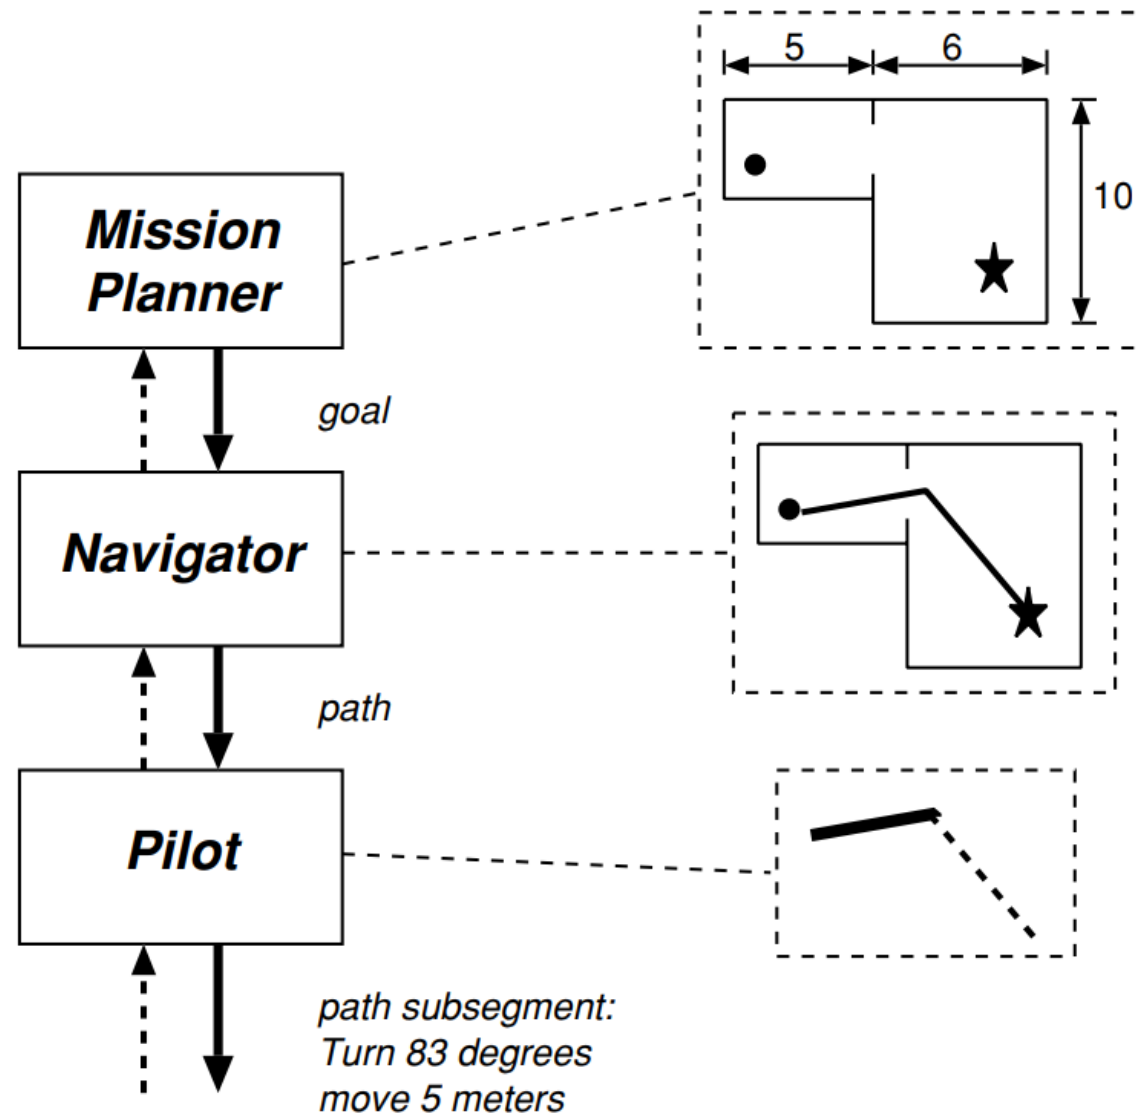 5
6
10
Mission
Planner
goal
Navigator
path
Pilot
path subsegment:
Turn 83 degrees
move 5 meters